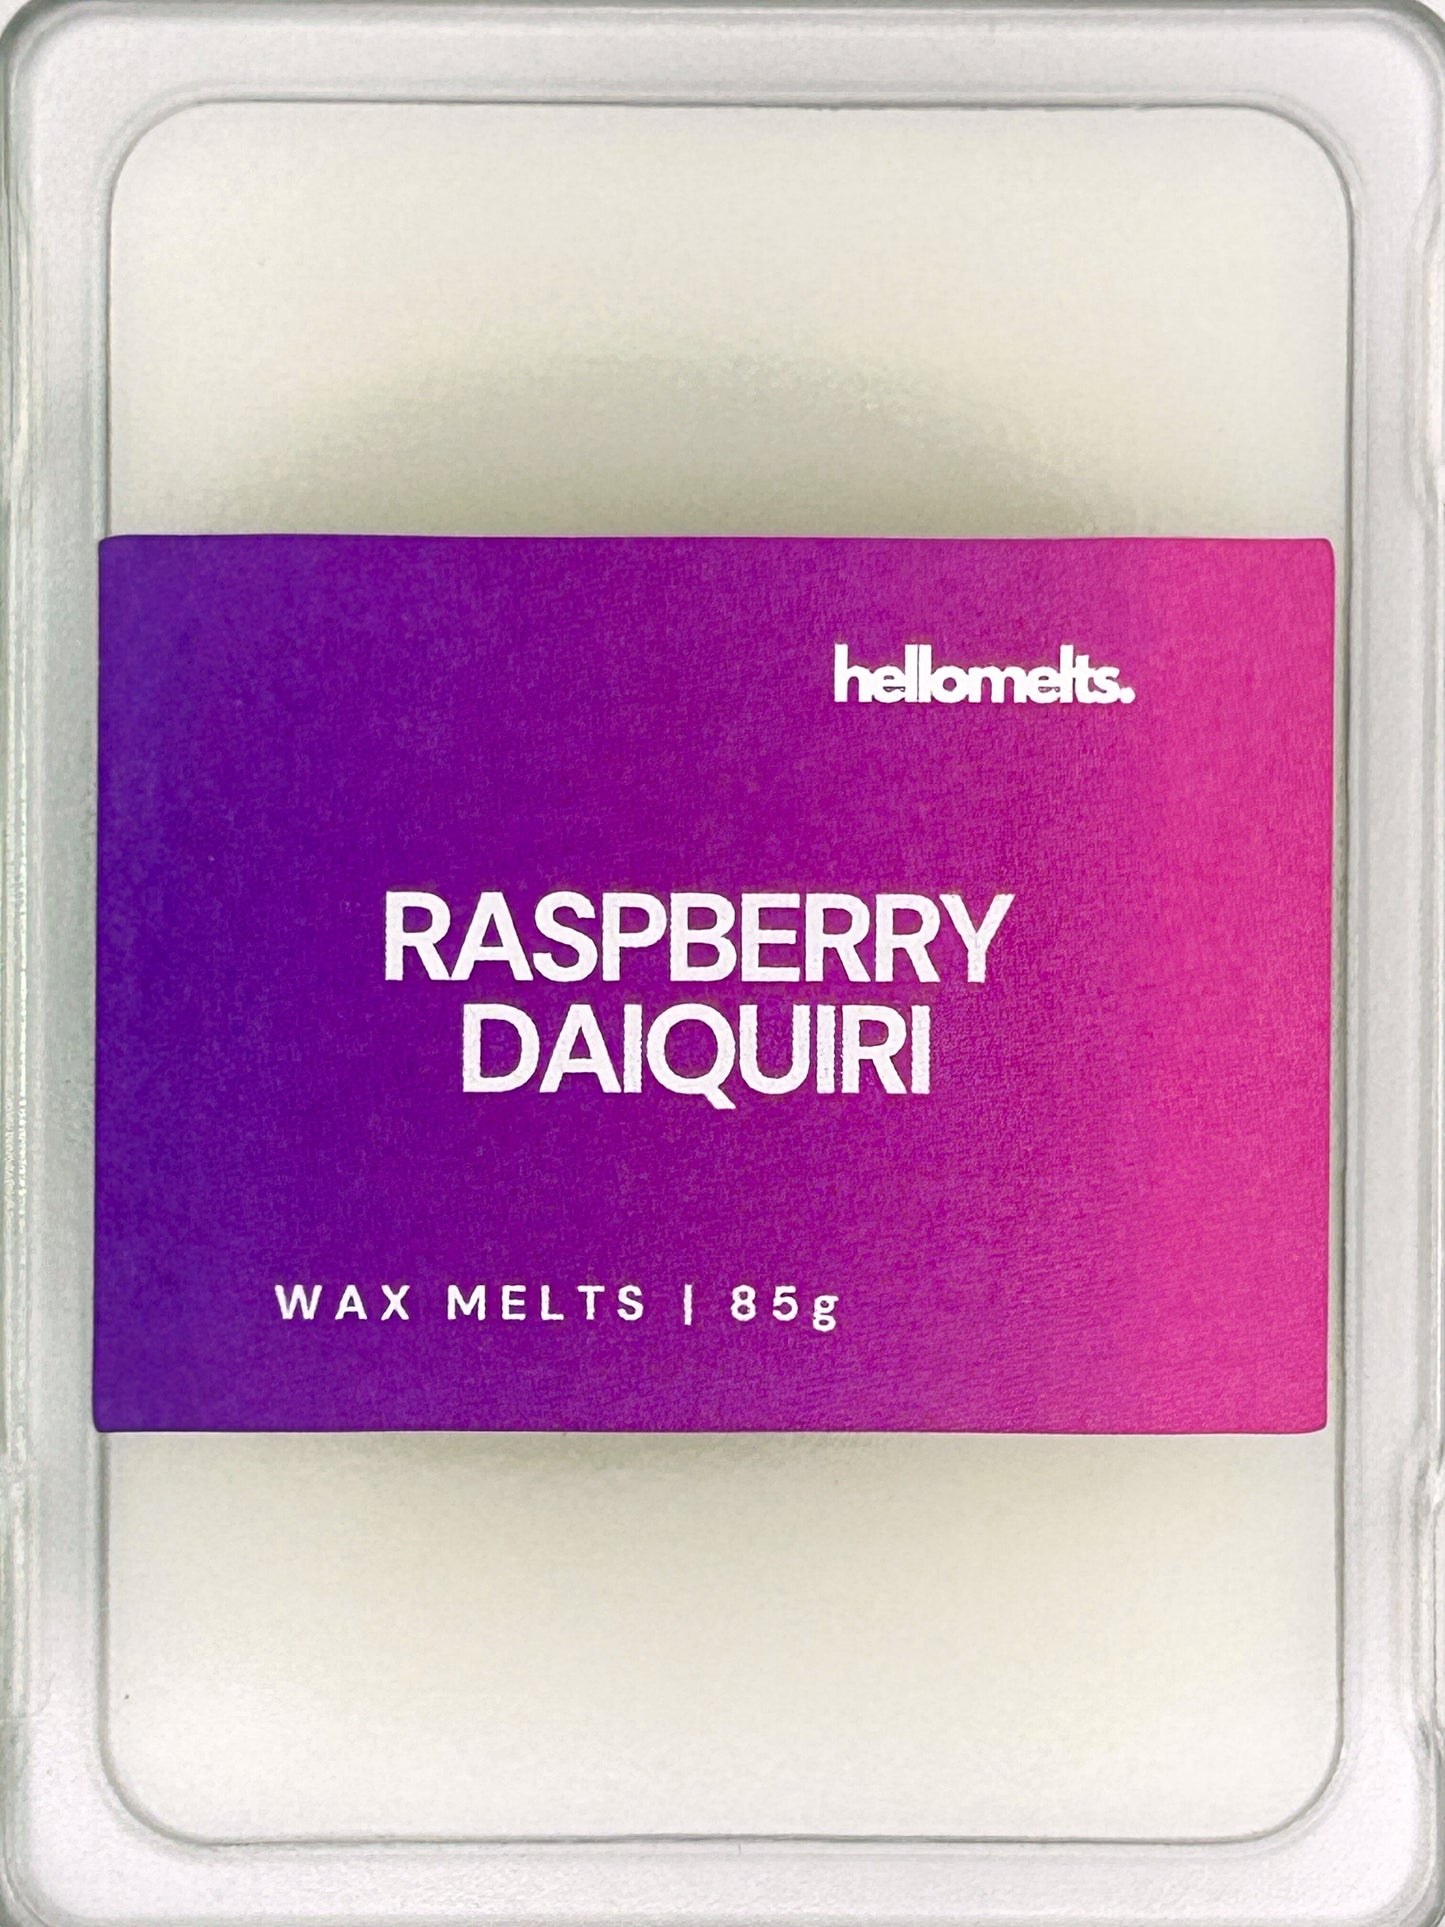 hellomelts.
RASPBERRY
DAIQUIRI
WAX MELTS | 85g